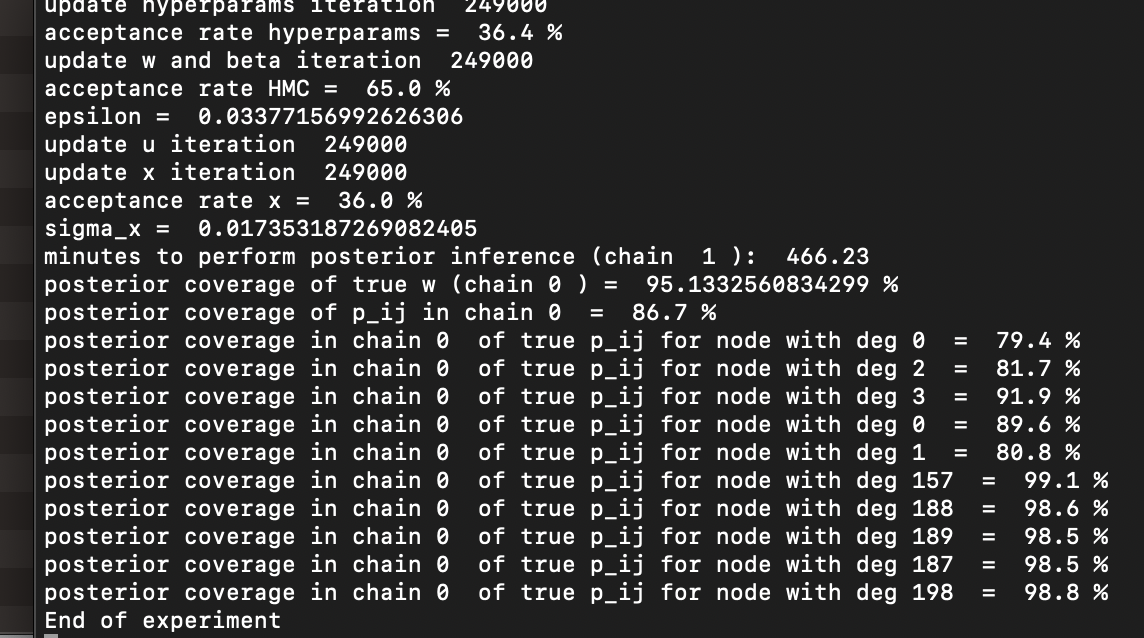 update hyperparams iteration  249000
acceptance rate hyperparams =  36.4 %
update w and beta iteration  249000
acceptance rate HMC =  65.0 %
epsilon =  0.03377156992626306
update u iteration  249000
update x iteration  249000
acceptance rate x =  36.0 %
sigma_x =  0.017353187269082405
minutes to perform posterior inference (chain  1 ):  466.23
posterior coverage of true w (chain 0 ) =  95.1332560834299 %
posterior coverage of p_ij in chain 0  =  86.7 %
posterior coverage in chain 0  of true p_ij for node with deg 0  =  79.4 %
posterior coverage in chain 0  of true p_ij for node with deg 2  =  81.7 %
posterior coverage in chain 0  of true p_ij for node with deg 3  =  91.9 %
posterior coverage in chain 0  of true p_ij for node with deg 0  =  89.6 %
posterior coverage in chain 0  of true p_ij for node with deg 1  =  80.8 %
posterior coverage in chain 0  of true p_ij for node with deg 157  =  99.1 %
posterior coverage in chain 0  of true p_ij for node with deg 188  =  98.6 %
posterior coverage in chain 0  of true p_ij for node with deg 189  =  98.5 %
posterior coverage in chain 0  of true p_ij for node with deg 187  =  98.5 %
posterior coverage in chain 0  of true p_ij for node with deg 198  =  98.8 %
End of experiment